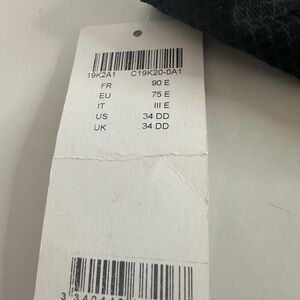 19K2A1 C19K20-0A1
FR 90 E
EU 75 E
IT III E
US 34 DD
UK 34 DD